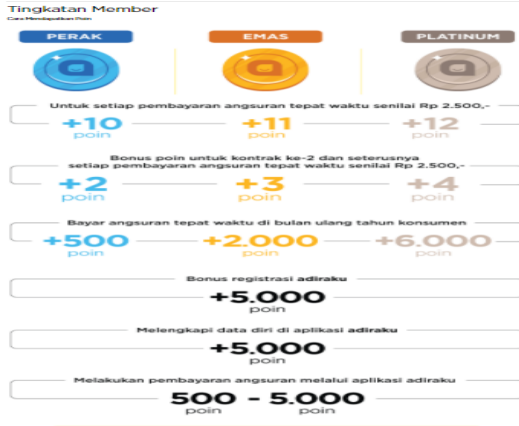 Tingkatan Member
Cara Mendapatkan Poin
PERAK EMAS PLATINUM
Untuk setiap pembayaran angsuran tepat waktu senilai Rp 2.500,-
+10 +11 +12
poin poin poin
Bonus poin untuk kontrak ke-2 dan seterusnya
setiap pembayaran angsuran tepat waktu senilai Rp 2.500,-
+2 +3 +4
poin poin poin
Bayar angsuran tepat waktu di bulan ulang tahun konsumen
+500 +2.000 +6.000
poin poin poin
Bonus registrasi adiraku
+5.000
poin
Melengkapi data diri di aplikasi adiraku
+5.000
poin
Melakukan pembayaran angsuran melalui aplikasi adiraku
500 - 5.000
poin poin